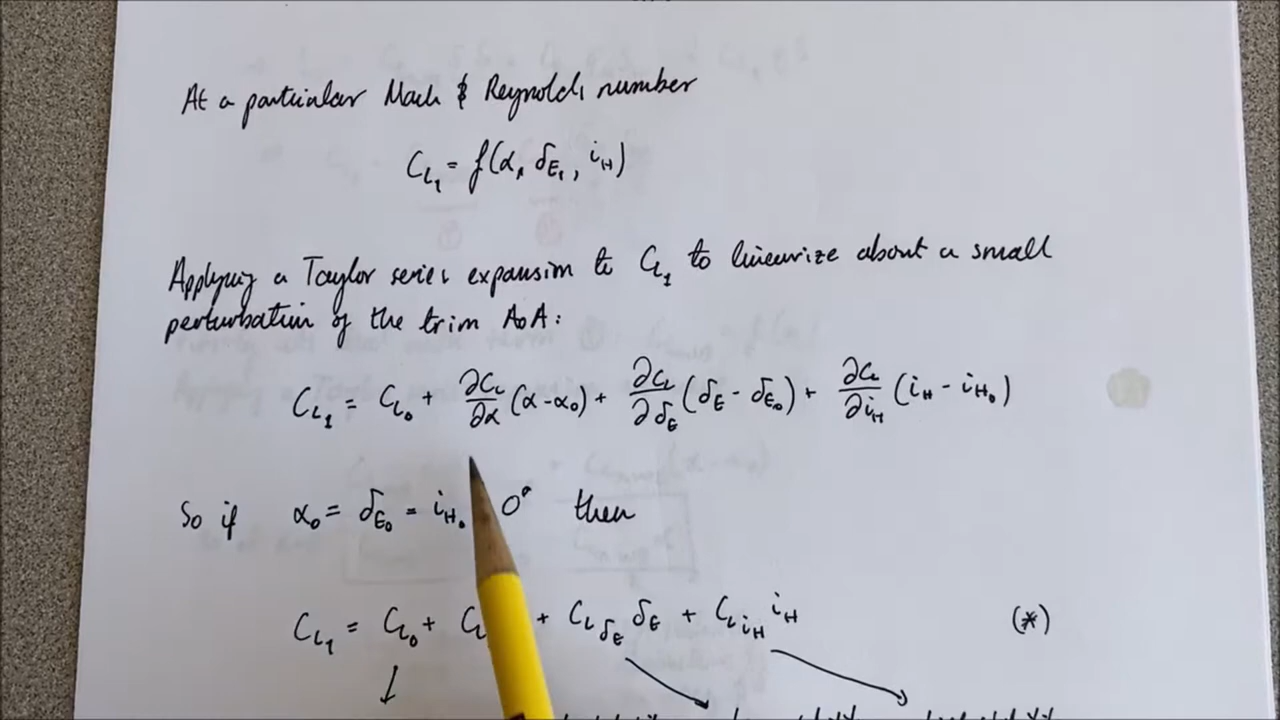 At a particular Mach & Reynolds number
C_{L_1} = f(α, δ_{E_1}, i_H)
Applying a Taylor series expansion to C_{L_1} to linearize about a small
perturbation of the trim AoA:
C_{L_1} = C_{L_0} + ∂C_L/∂α (α - α_0) + ∂C_L/∂δ_E (δ_E - δ_{E_0}) + ∂C_L/∂i_H (i_H - i_{H_0})
So if α_0 = δ_{E_0} = i_{H_0} 0° then
C_{L_1} = C_{L_0} + C_L + C_{L_{δ_E}} δ_E + C_{L_{i_H}} i_H (*)